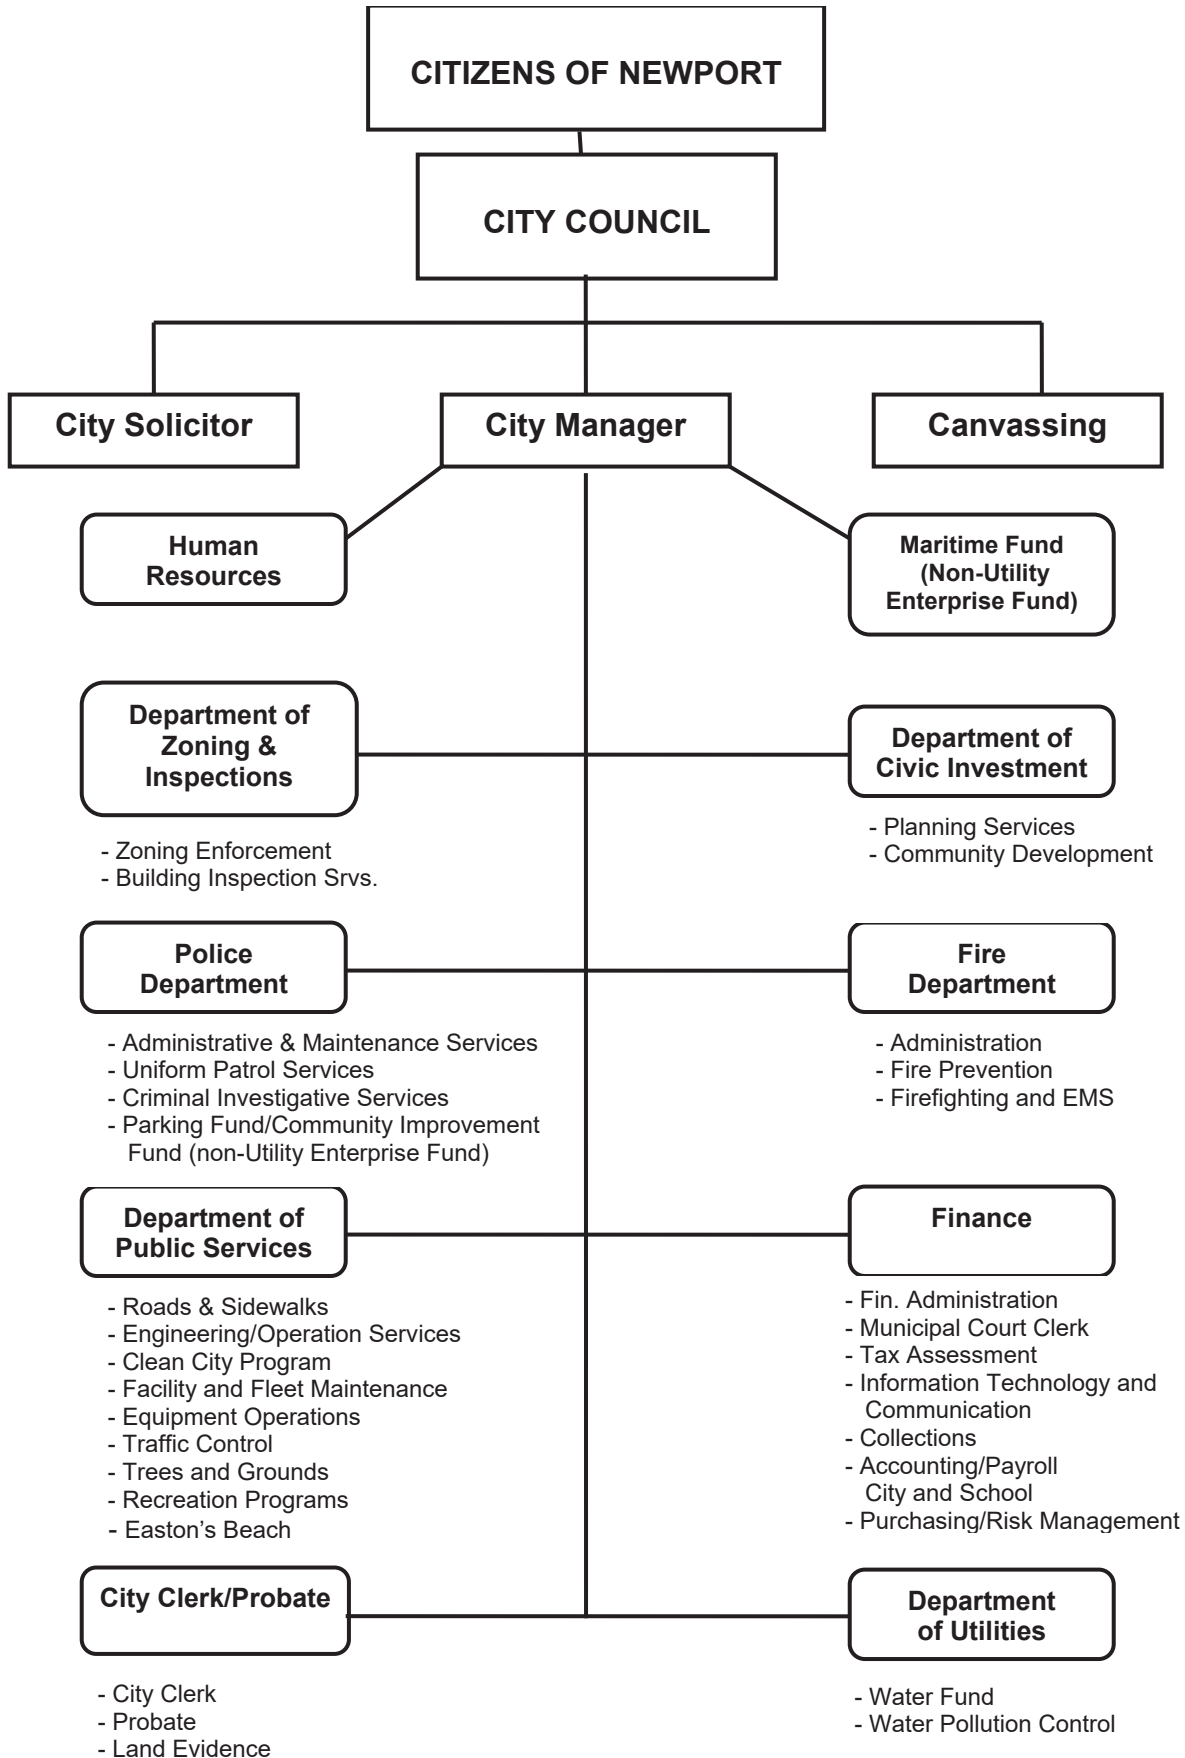 CITIZENS OF NEWPORT
CITY COUNCIL
City Solicitor
City Manager
Canvassing
Human
Resources
Maritime Fund
(Non-Utility
Enterprise Fund)
Department of
Zoning &
Inspections
Department of
Civic Investment
- Zoning Enforcement
- Building Inspection Srvs.
- Planning Services
- Community Development
Police
Department
Fire
Department
- Administrative & Maintenance Services
- Uniform Patrol Services
- Criminal Investigative Services
- Parking Fund/Community Improvement
Fund (non-Utility Enterprise Fund)
- Administration
- Fire Prevention
- Firefighting and EMS
Department of
Public Services
Finance
- Roads & Sidewalks
- Engineering/Operation Services
- Clean City Program
- Facility and Fleet Maintenance
- Equipment Operations
- Traffic Control
- Trees and Grounds
- Recreation Programs
- Easton’s Beach
- Fin. Administration
- Municipal Court Clerk
- Tax Assessment
- Information Technology and
Communication
- Collections
- Accounting/Payroll
City and School
- Purchasing/Risk Management
City Clerk/Probate
Department
of Utilities
- City Clerk
- Probate
- Land Evidence
- Water Fund
- Water Pollution Control